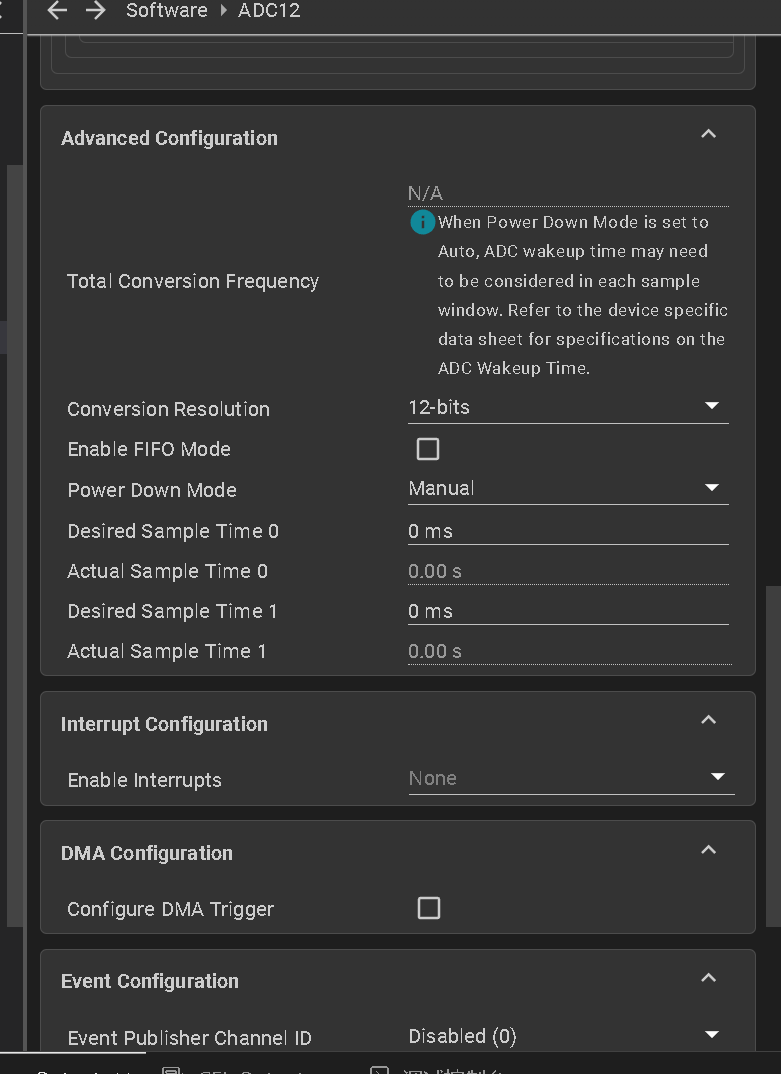 Software ADC12
Advanced Configuration
N/A
When Power Down Mode is set to
Auto, ADC wakeup time may need
Total Conversion Frequency
to be considered in each sample
window. Refer to the device specific
data sheet for specifications on the
ADC Wakeup Time.
Conversion Resolution 12-bits
Enable FIFO Mode
Power Down Mode Manual
Desired Sample Time 0 0 ms
Actual Sample Time 0 0.00 s
Desired Sample Time 1 0 ms
Actual Sample Time 1 0.00 s
Interrupt Configuration
Enable Interrupts None
DMA Configuration
Configure DMA Trigger
Event Configuration
Event Publisher Channel ID Disabled (0)